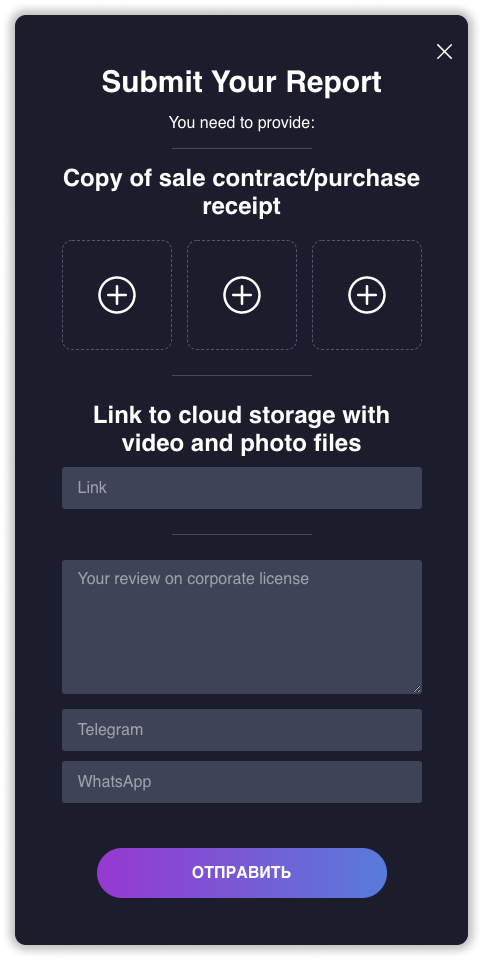 Submit Your Report
You need to provide:
Copy of sale contract/purchase
receipt
Link to cloud storage with
video and photo files
Link
Your review on corporate license
Telegram
WhatsApp
ОТПРАВИТЬ